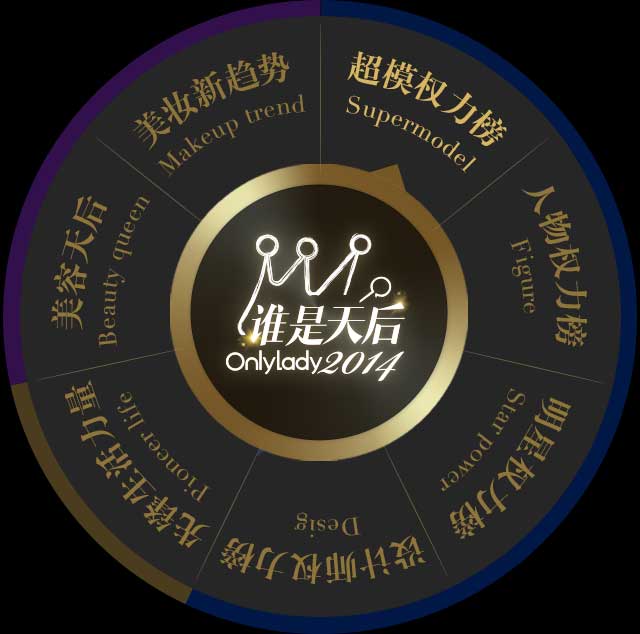 超模权力榜
Supermodel
人物权力榜
Figure
明星权力榜
Star power
设计师权力榜
Desig
先锋生活力量
Pioneer life
美容天后
Beauty queen
美妆新趋势
Makeup trend
谁是天后
Onlylady2014